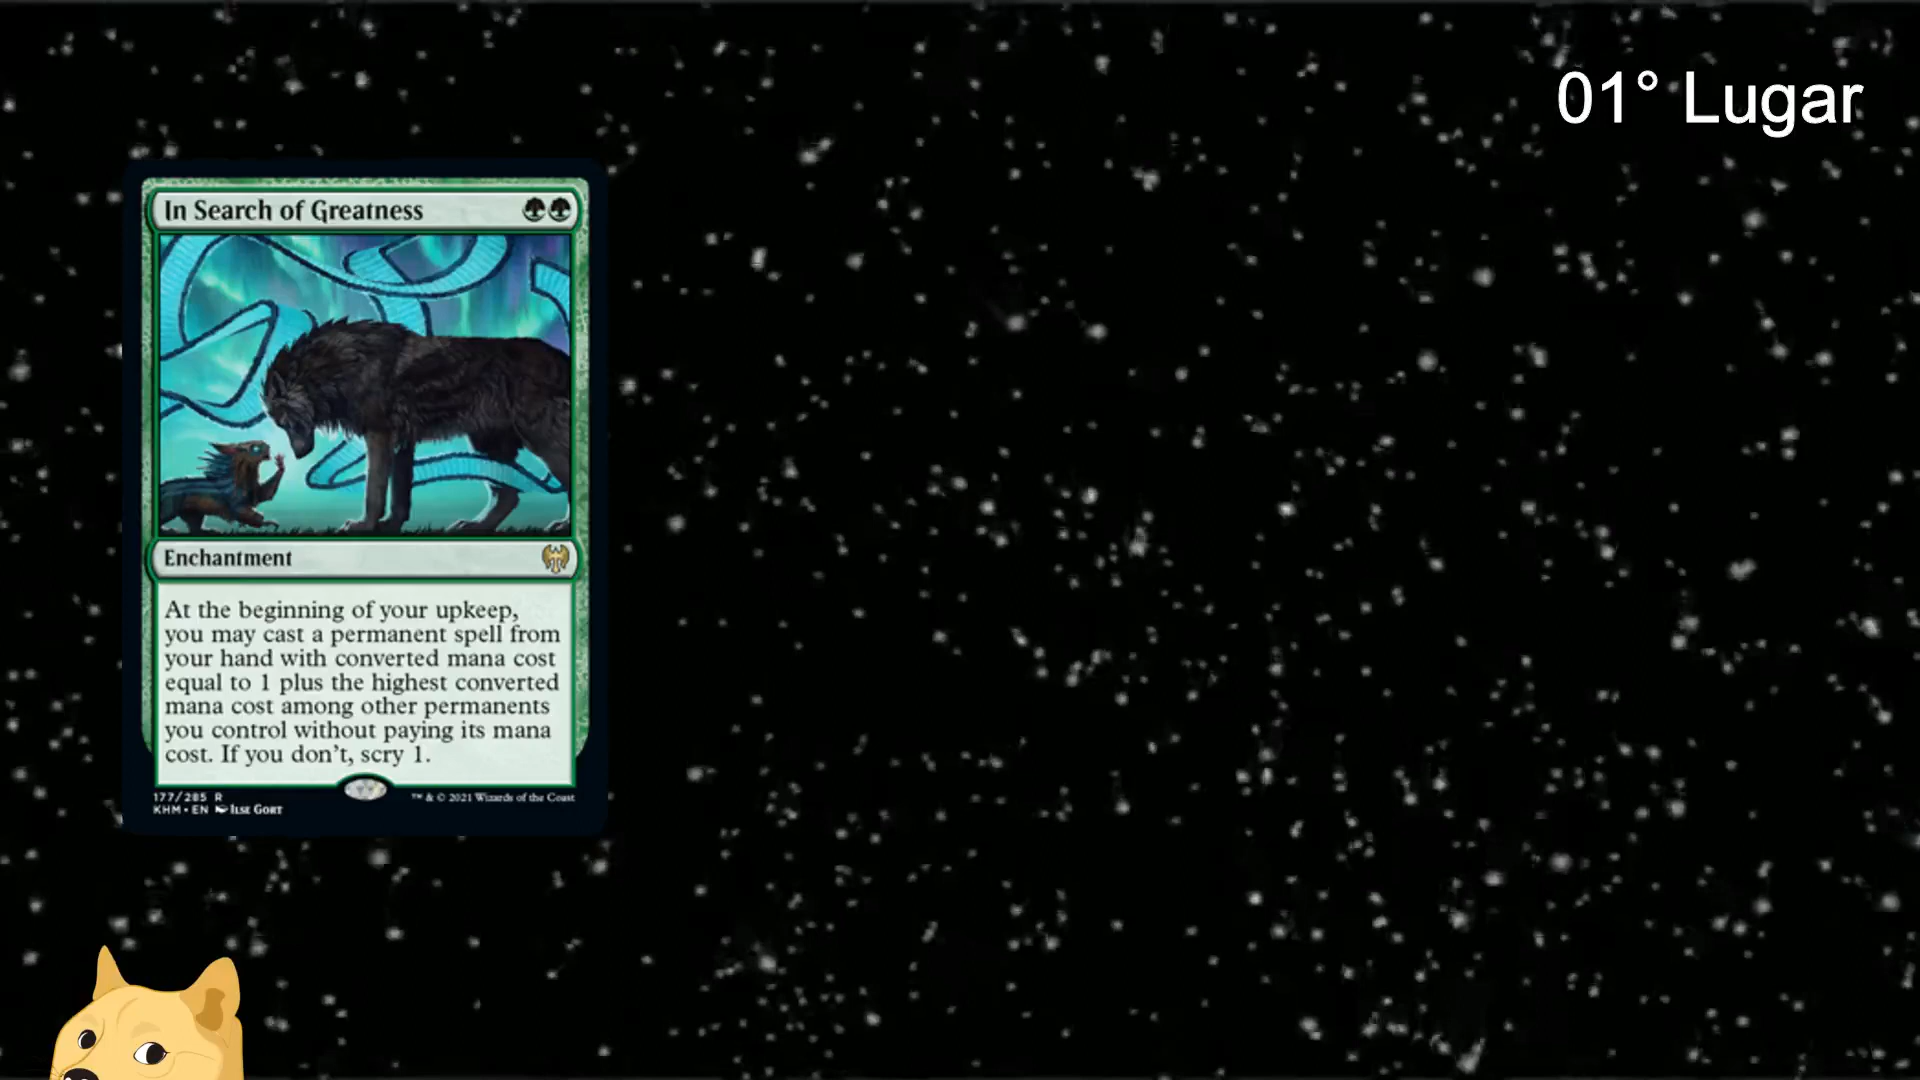 01° Lugar
In Search of Greatness
Enchantment
At the beginning of your upkeep,
you may cast a permanent spell from
your hand with converted mana cost
equal to 1 plus the highest converted
mana cost among other permanents
you control without paying its mana
cost. If you don't, scry 1.
177/285 R
KHM • EN ILSE GORT
™ & © 2021 Wizards of the Coast